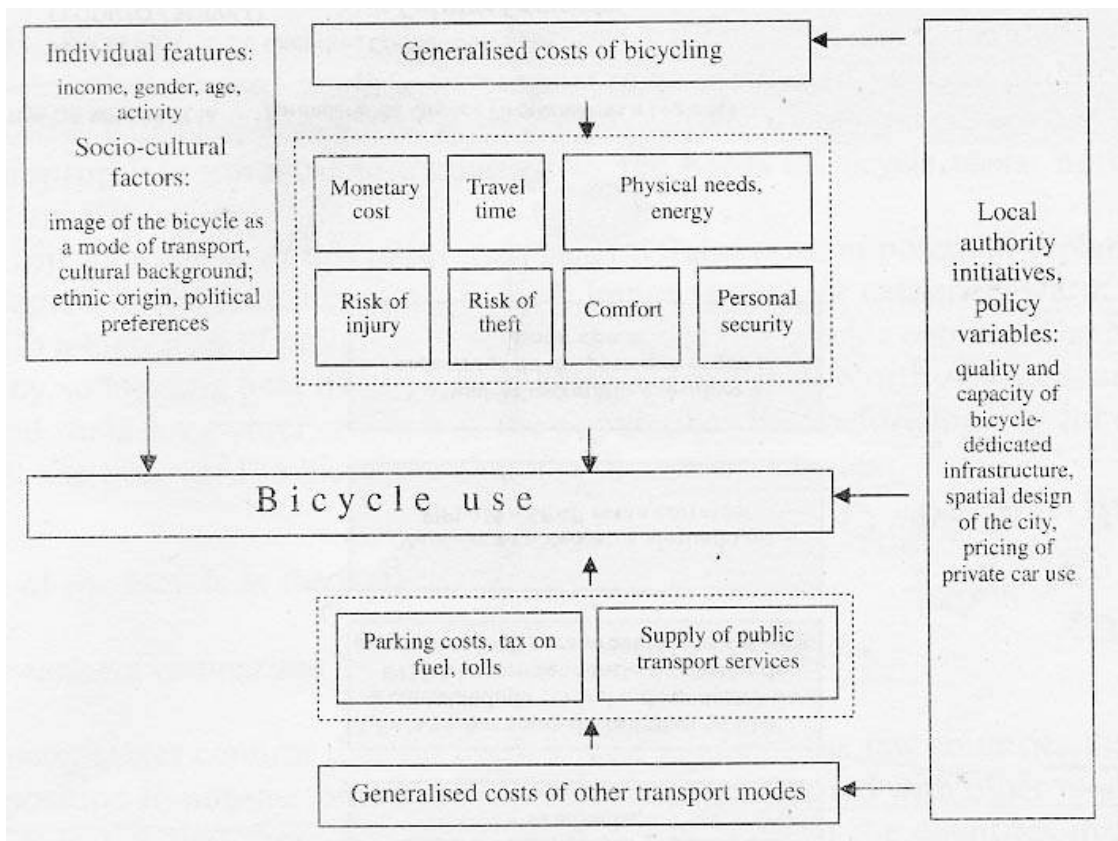 Individual features:
income, gender, age,
activity
Socio-cultural
factors:
image of the bicycle as
a mode of transport,
cultural background;
ethnic origin, political
preferences
Generalised costs of bicycling
Monetary
cost
Travel
time
Physical needs,
energy
Risk of
injury
Risk of
theft
Comfort
Personal
security
Bicycle use
Parking costs, tax on
fuel, tolls
Supply of public
transport services
Generalised costs of other transport modes
Local
authority
initiatives,
policy
variables:
quality and
capacity of
bicycle-
dedicated
infrastructure,
spatial design
of the city,
pricing of
private car use